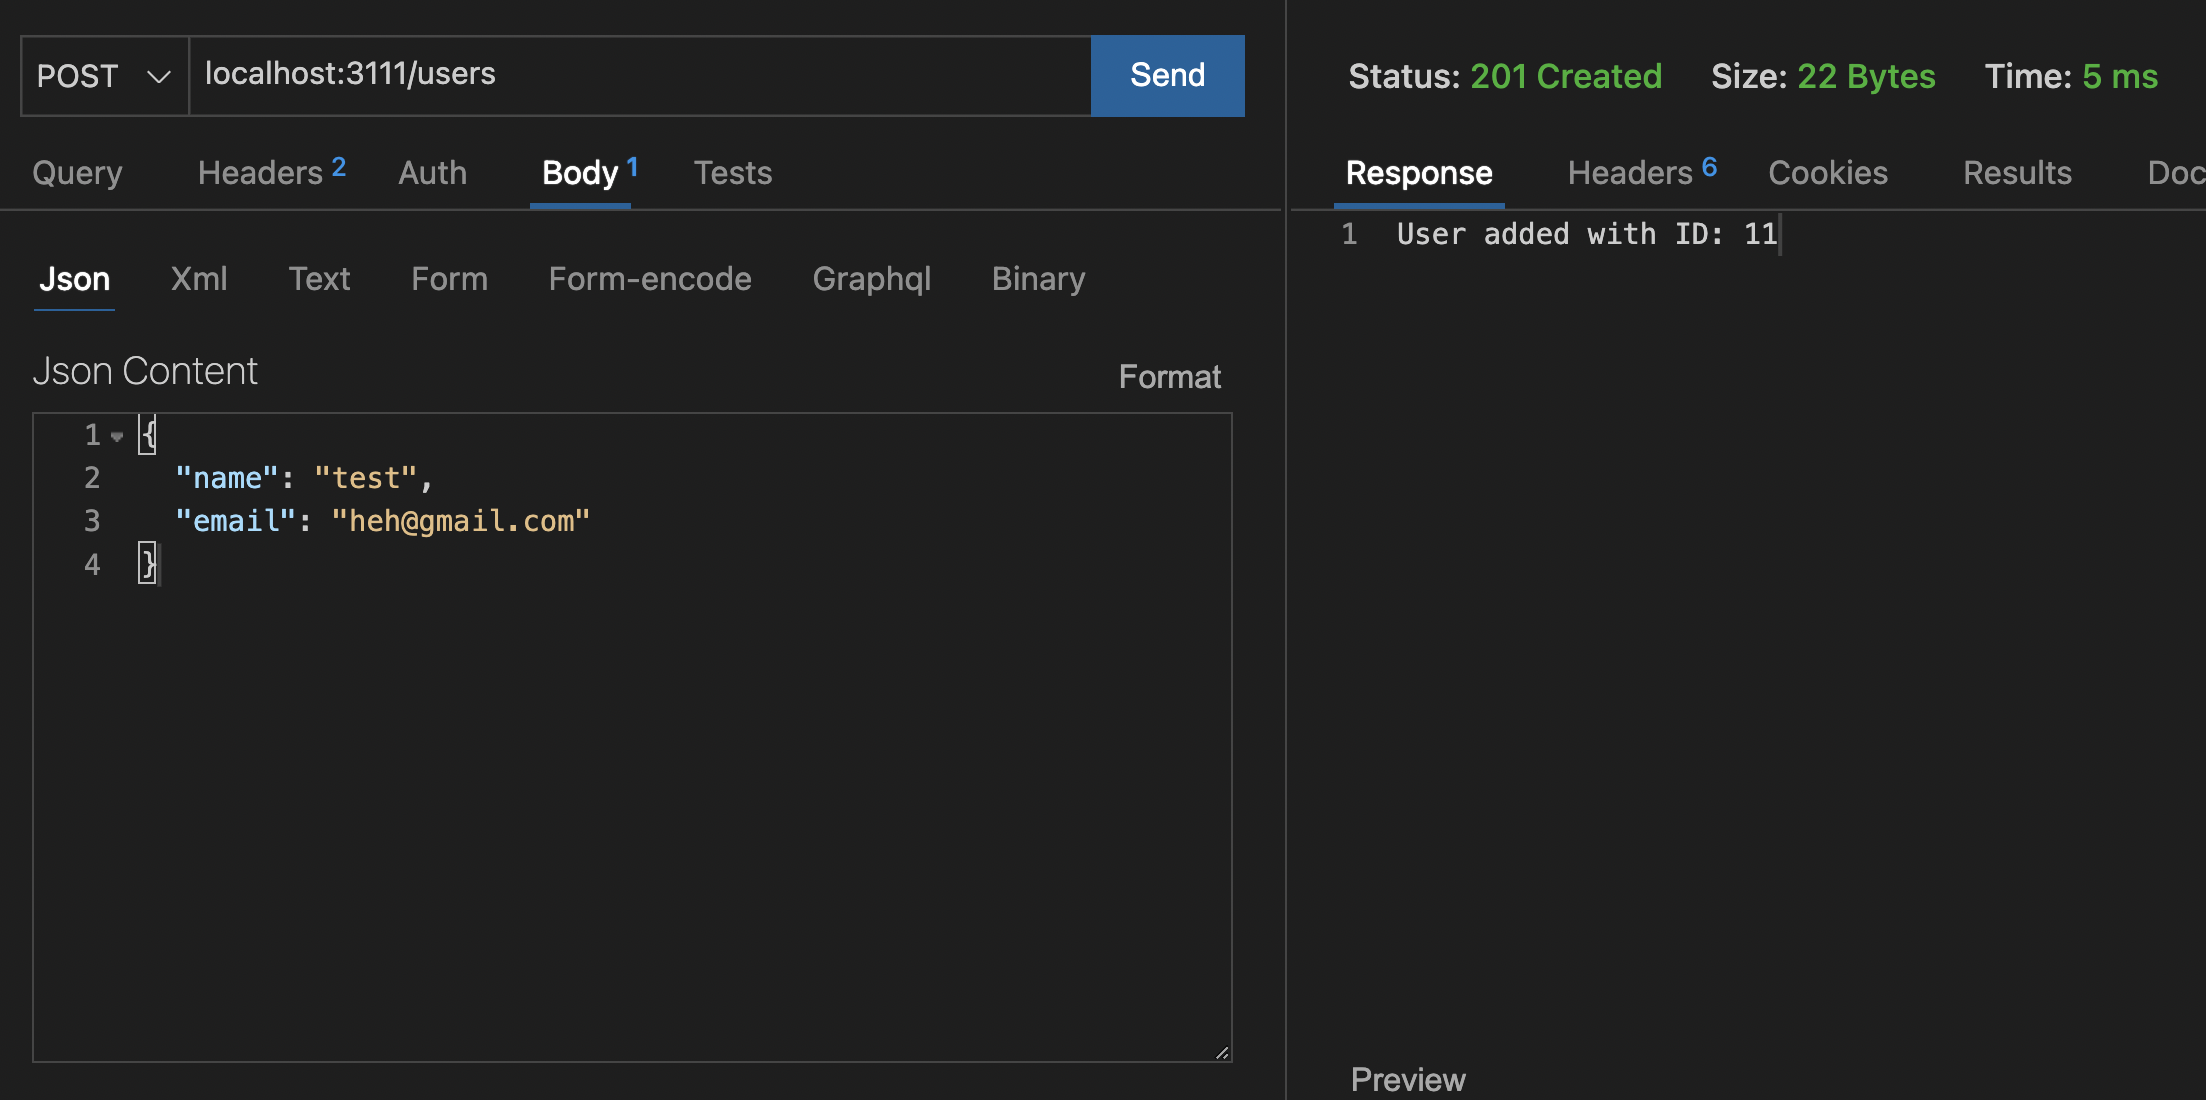 POST localhost:3111/users Send
Query Headers 2 Auth Body 1 Tests
Json Xml Text Form Form-encode Graphql Binary
Json Content Format
1 {
2 "name": "test",
3 "email": "heh@gmail.com"
4 }
Status: 201 Created Size: 22 Bytes Time: 5 ms
Response Headers 6 Cookies Results Doc
1 User added with ID: 11
Preview